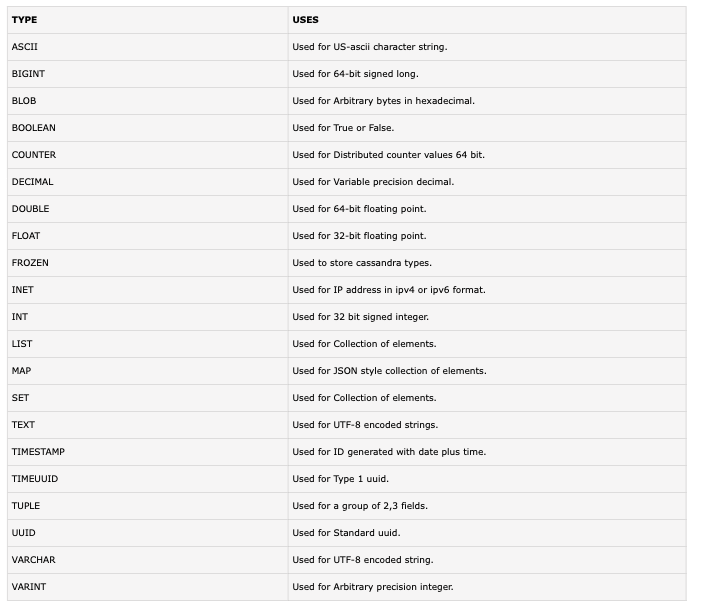 TYPE USES
ASCII Used for US-ascii character string.
BIGINT Used for 64-bit signed long.
BLOB Used for Arbitrary bytes in hexadecimal.
BOOLEAN Used for True or False.
COUNTER Used for Distributed counter values 64 bit.
DECIMAL Used for Variable precision decimal.
DOUBLE Used for 64-bit floating point.
FLOAT Used for 32-bit floating point.
FROZEN Used to store cassandra types.
INET Used for IP address in ipv4 or ipv6 format.
INT Used for 32 bit signed integer.
LIST Used for Collection of elements.
MAP Used for JSON style collection of elements.
SET Used for Collection of elements.
TEXT Used for UTF-8 encoded strings.
TIMESTAMP Used for ID generated with date plus time.
TIMEUUID Used for Type 1 uuid.
TUPLE Used for a group of 2,3 fields.
UUID Used for Standard uuid.
VARCHAR Used for UTF-8 encoded string.
VARINT Used for Arbitrary precision integer.